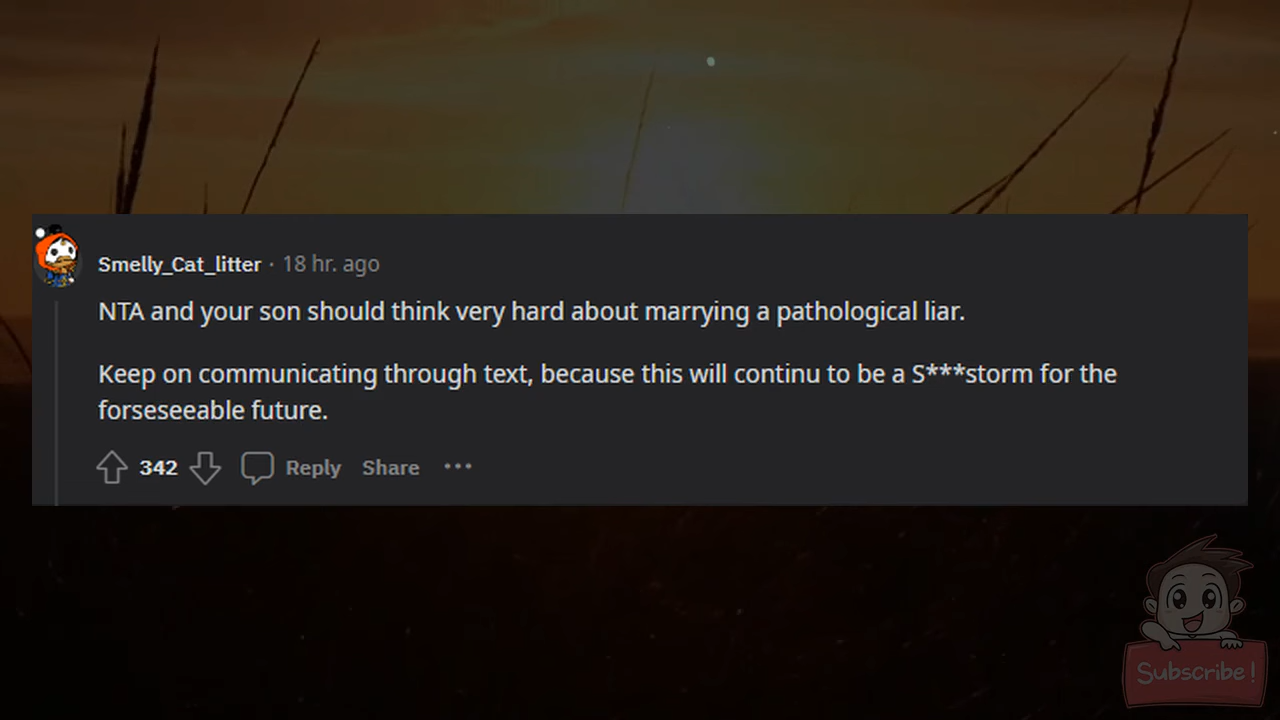 Smelly_Cat_litter · 18 hr. ago
NTA and your son should think very hard about marrying a pathological liar.
Keep on communicating through text, because this will continu to be a S***storm for the
forseseeable future.
342 Reply Share ···
Subscribe!